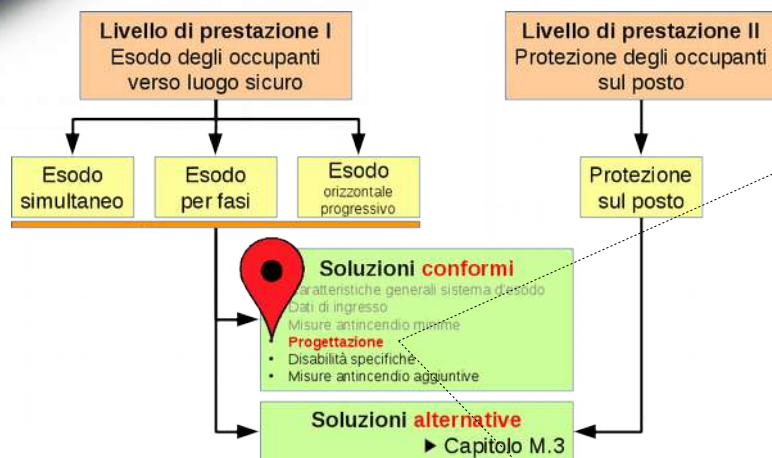 Livello di prestazione I
Esodo degli occupanti
verso luogo sicuro
Livello di prestazione II
Protezione degli occupanti
sul posto
Esodo
simultaneo
Esodo
per fasi
Esodo
orizzontale
progressivo
Protezione
sul posto
Soluzioni conformi
generali sistema d'esodo
Dati di ingresso
Misure antincendio minime
• Progettazione
• Disabilità specifiche
• Misure antincendio aggiuntive
Soluzioni alternative
► Capitolo M.3